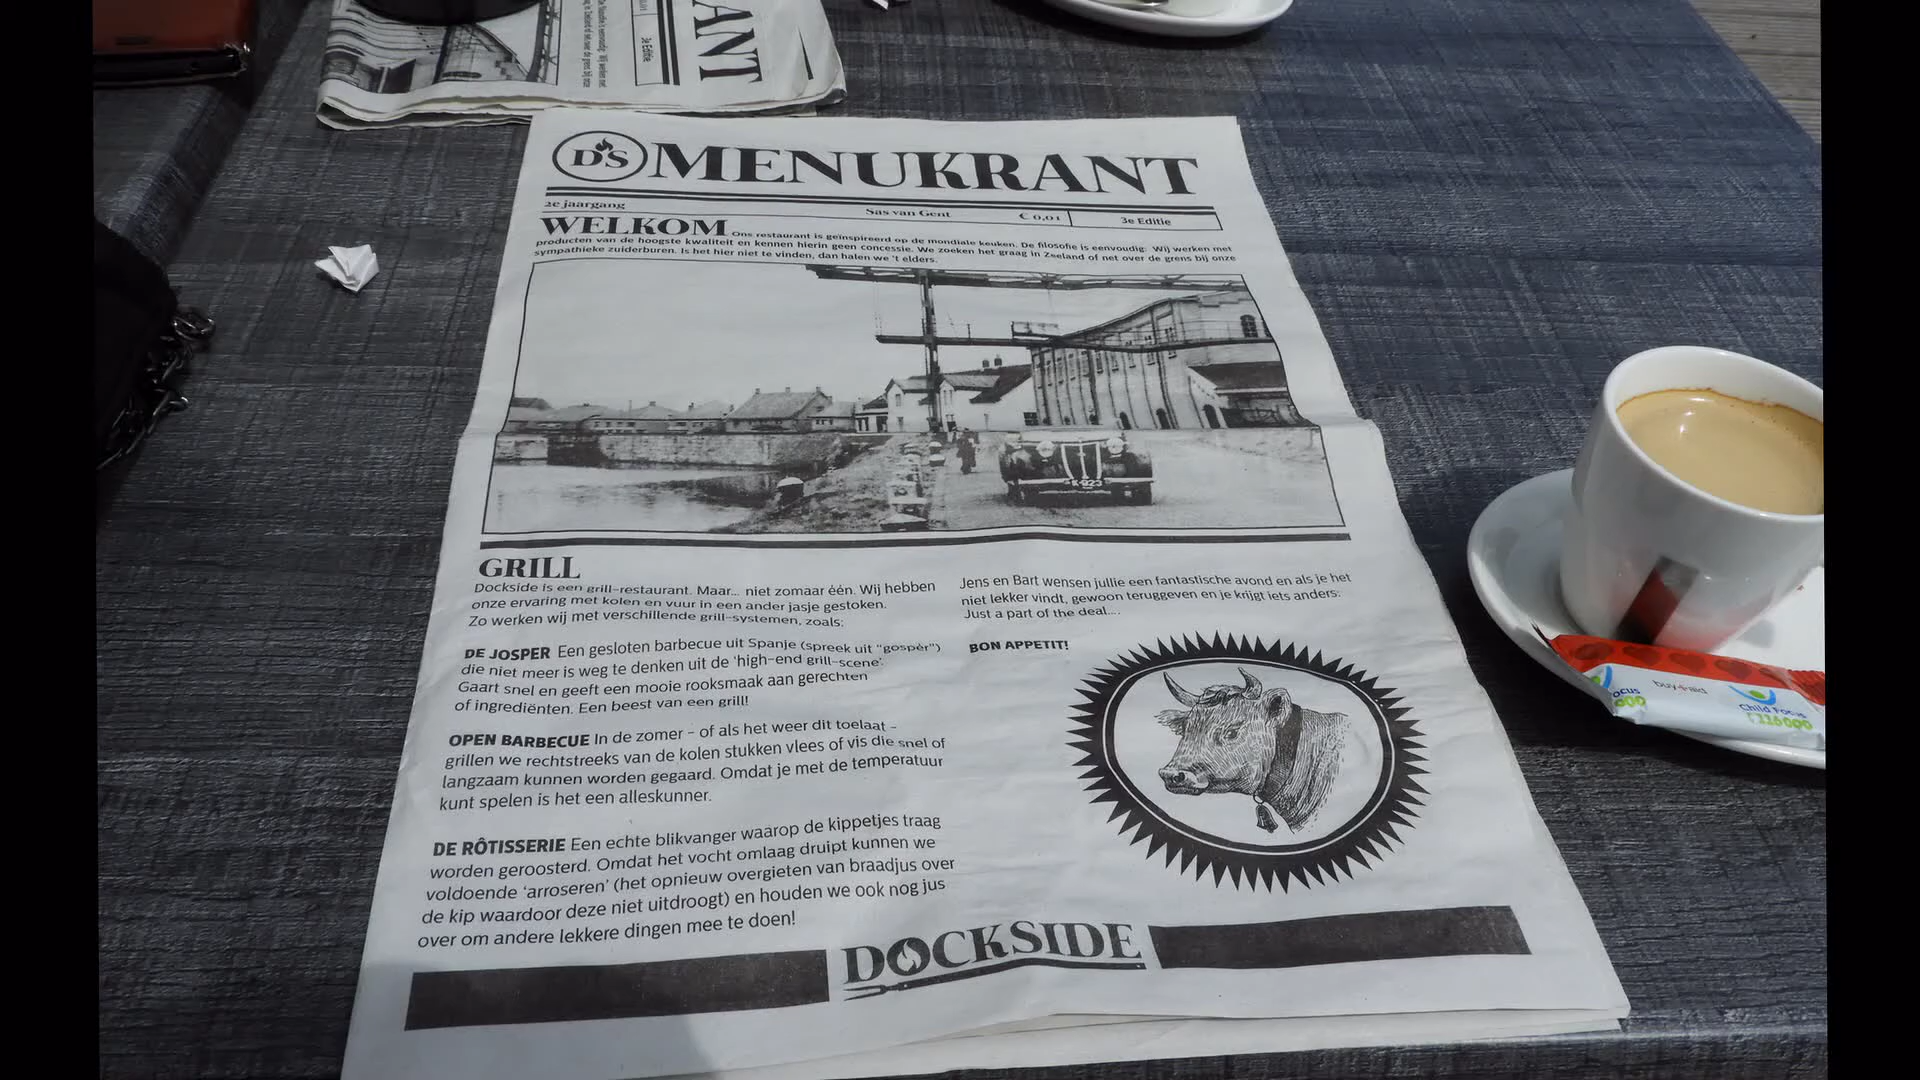 ANT
3e Editie
D'S MENUKRANT
2e jaargang
Sas van Gent
€ 0,01
3e Editie
WELKOM Ons restaurant is geïnspireerd op de mondiale keuken. De filosofie is eenvoudig: Wij werken met
producten van de hoogste kwaliteit en kennen hierin geen concessie. We zoeken het graag in Zeeland of net over de grens bij onze
sympathieke zuiderburen. Is het hier niet te vinden, dan halen we 't elders.
K-923
GRILL
Dockside is een grill-restaurant. Maar... niet zomaar één. Wij hebben
onze ervaring met kolen en vuur in een ander jasje gestoken.
Zo werken wij met verschillende grill-systemen, zoals:
DE JOSPER Een gesloten barbecue uit Spanje (spreek uit "gospèr")
die niet meer is weg te denken uit de 'high-end grill-scene'.
Gaart snel en geeft een mooie rooksmaak aan gerechten
of ingrediënten. Een beest van een grill!
OPEN BARBECUE In de zomer - of als het weer dit toelaat -
grillen we rechtstreeks van de kolen stukken vlees of vis die snel of
langzaam kunnen worden gegaard. Omdat je met de temperatuur
kunt spelen is het een alleskunner.
DE RÔTISSERIE Een echte blikvanger waarop de kippetjes traag
worden geroosterd. Omdat het vocht omlaag druipt kunnen we
voldoende 'arroseren' (het opnieuw overgieten van braadjus over
de kip waardoor deze niet uitdroogt) en houden we ook nog jus
over om andere lekkere dingen mee te doen!
Jens en Bart wensen jullie een fantastische avond en als je het
niet lekker vindt, gewoon teruggeven en je krijgt iets anders:
Just a part of the deal....
BON APPETIT!
DOCKSIDE
ocus
000
buy aid
Child Focus
116000